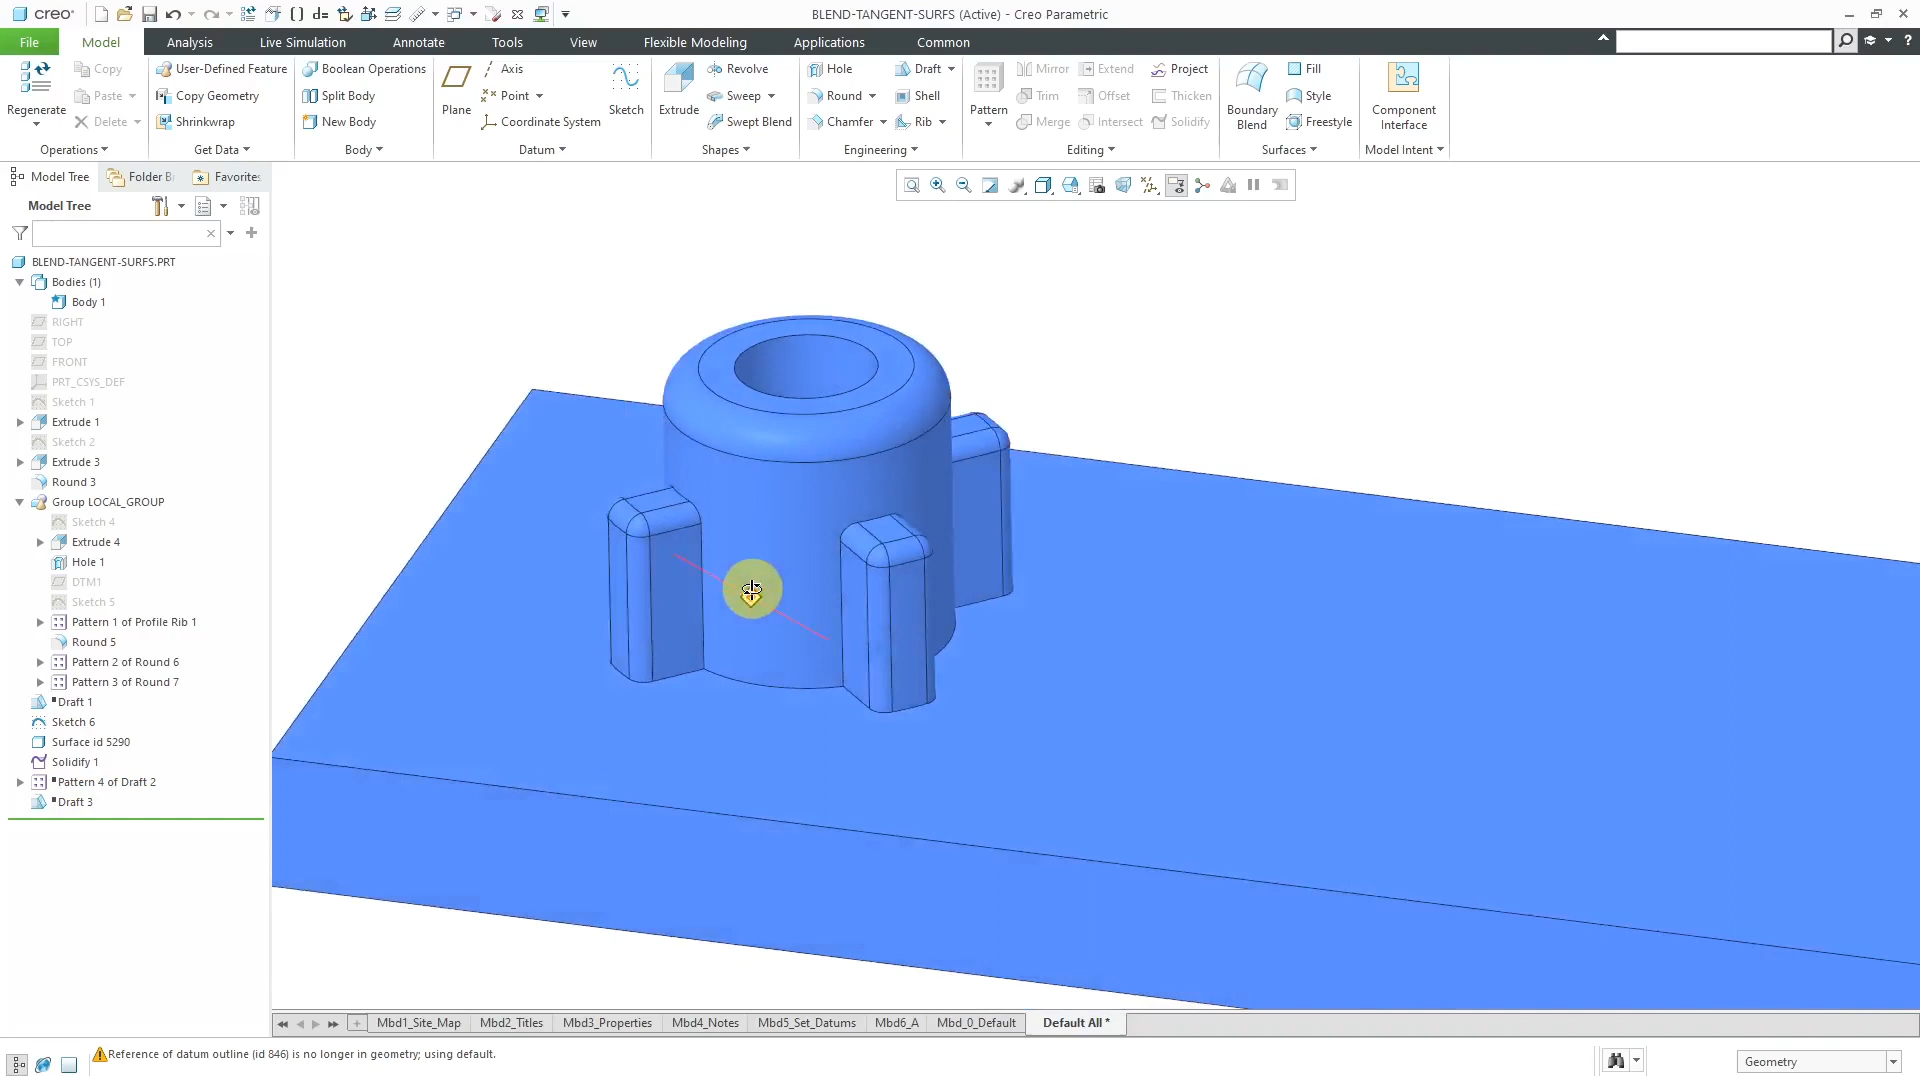 creo
BLEND-TANGENT-SURFS (Active) - Creo Parametric
File
Model
Analysis
Live Simulation
Annotate
Tools
View
Flexible Modeling
Applications
Common
Regenerate
Copy
Paste
Delete
Operations
User-Defined Feature
Copy Geometry
Shrinkwrap
Get Data
Boolean Operations
Split Body
New Body
Body
Plane
Axis
Point
Coordinate System
Sketch
Datum
Extrude
Revolve
Sweep
Swept Blend
Shapes
Hole
Round
Chamfer
Draft
Shell
Rib
Engineering
Pattern
Mirror
Trim
Merge
Extend
Offset
Intersect
Project
Thicken
Solidify
Editing
Boundary
Blend
Fill
Style
Freestyle
Surfaces
Component
Interface
Model Intent
Model Tree
Folder B
Favorites
Model Tree
BLEND-TANGENT-SURFS.PRT
Bodies (1)
Body 1
RIGHT
TOP
FRONT
PRT_CSYS_DEF
Sketch 1
Extrude 1
Sketch 2
Extrude 3
Round 3
Group LOCAL_GROUP
Sketch 4
Extrude 4
Hole 1
DTM1
Sketch 5
Pattern 1 of Profile Rib 1
Round 5
Pattern 2 of Round 6
Pattern 3 of Round 7
Draft 1
Sketch 6
Surface id 5290
Solidify 1
Pattern 4 of Draft 2
Draft 3
Mbd1_Site_Map
Mbd2_Titles
Mbd3_Properties
Mbd4_Notes
Mbd5_Set_Datums
Mbd6_A
Mbd_0_Default
Default All *
Reference of datum outline (id 846) is no longer in geometry; using default.
Geometry